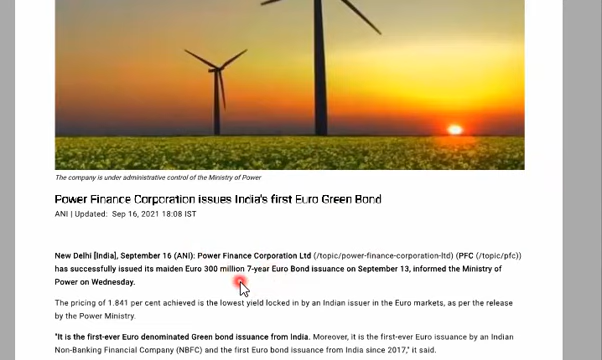 The company is under administrative control of the Ministry of Power
Power Finance Corporation issues India's first Euro Green Bond
ANI | Updated: Sep 16, 2021 18:08 IST
New Delhi [India], September 16 (ANI): Power Finance Corporation Ltd (/topic/power-finance-corporation-ltd) (PFC (/topic/pfc))
has successfully issued its maiden Euro 300 million 7-year Euro Bond issuance on September 13, informed the Ministry of
Power on Wednesday.
The pricing of 1.841 per cent achieved is the lowest yield locked in by an Indian issuer in the Euro markets, as per the release
by the Power Ministry.
"It is the first-ever Euro denominated Green bond issuance from India. Moreover, it is the first-ever Euro issuance by an Indian
Non-Banking Financial Company (NBFC) and the first Euro bond issuance from India since 2017," it said.